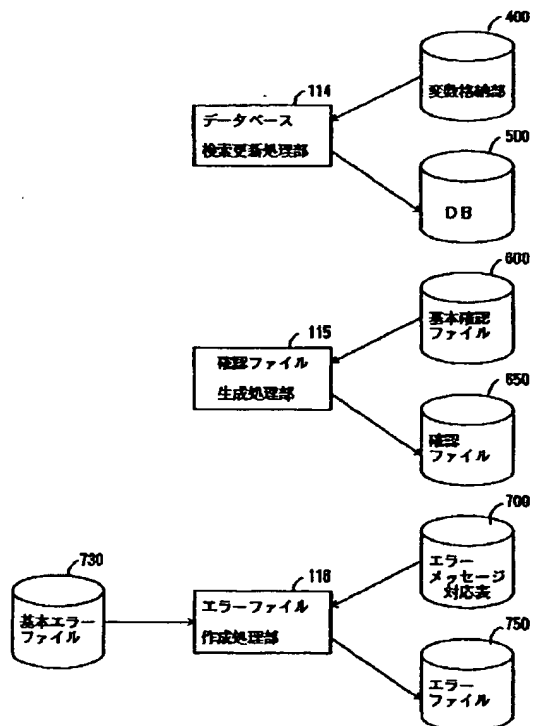 400
変数格納部
114
データベース
検索更新処理部
500
DB
600
基本確認
ファイル
115
確認ファイル
生成処理部
650
確認
ファイル
700
エラー
メッセージ
対応表
730
基本エラー
ファイル
116
エラーファイル
作成処理部
750
エラー
ファイル